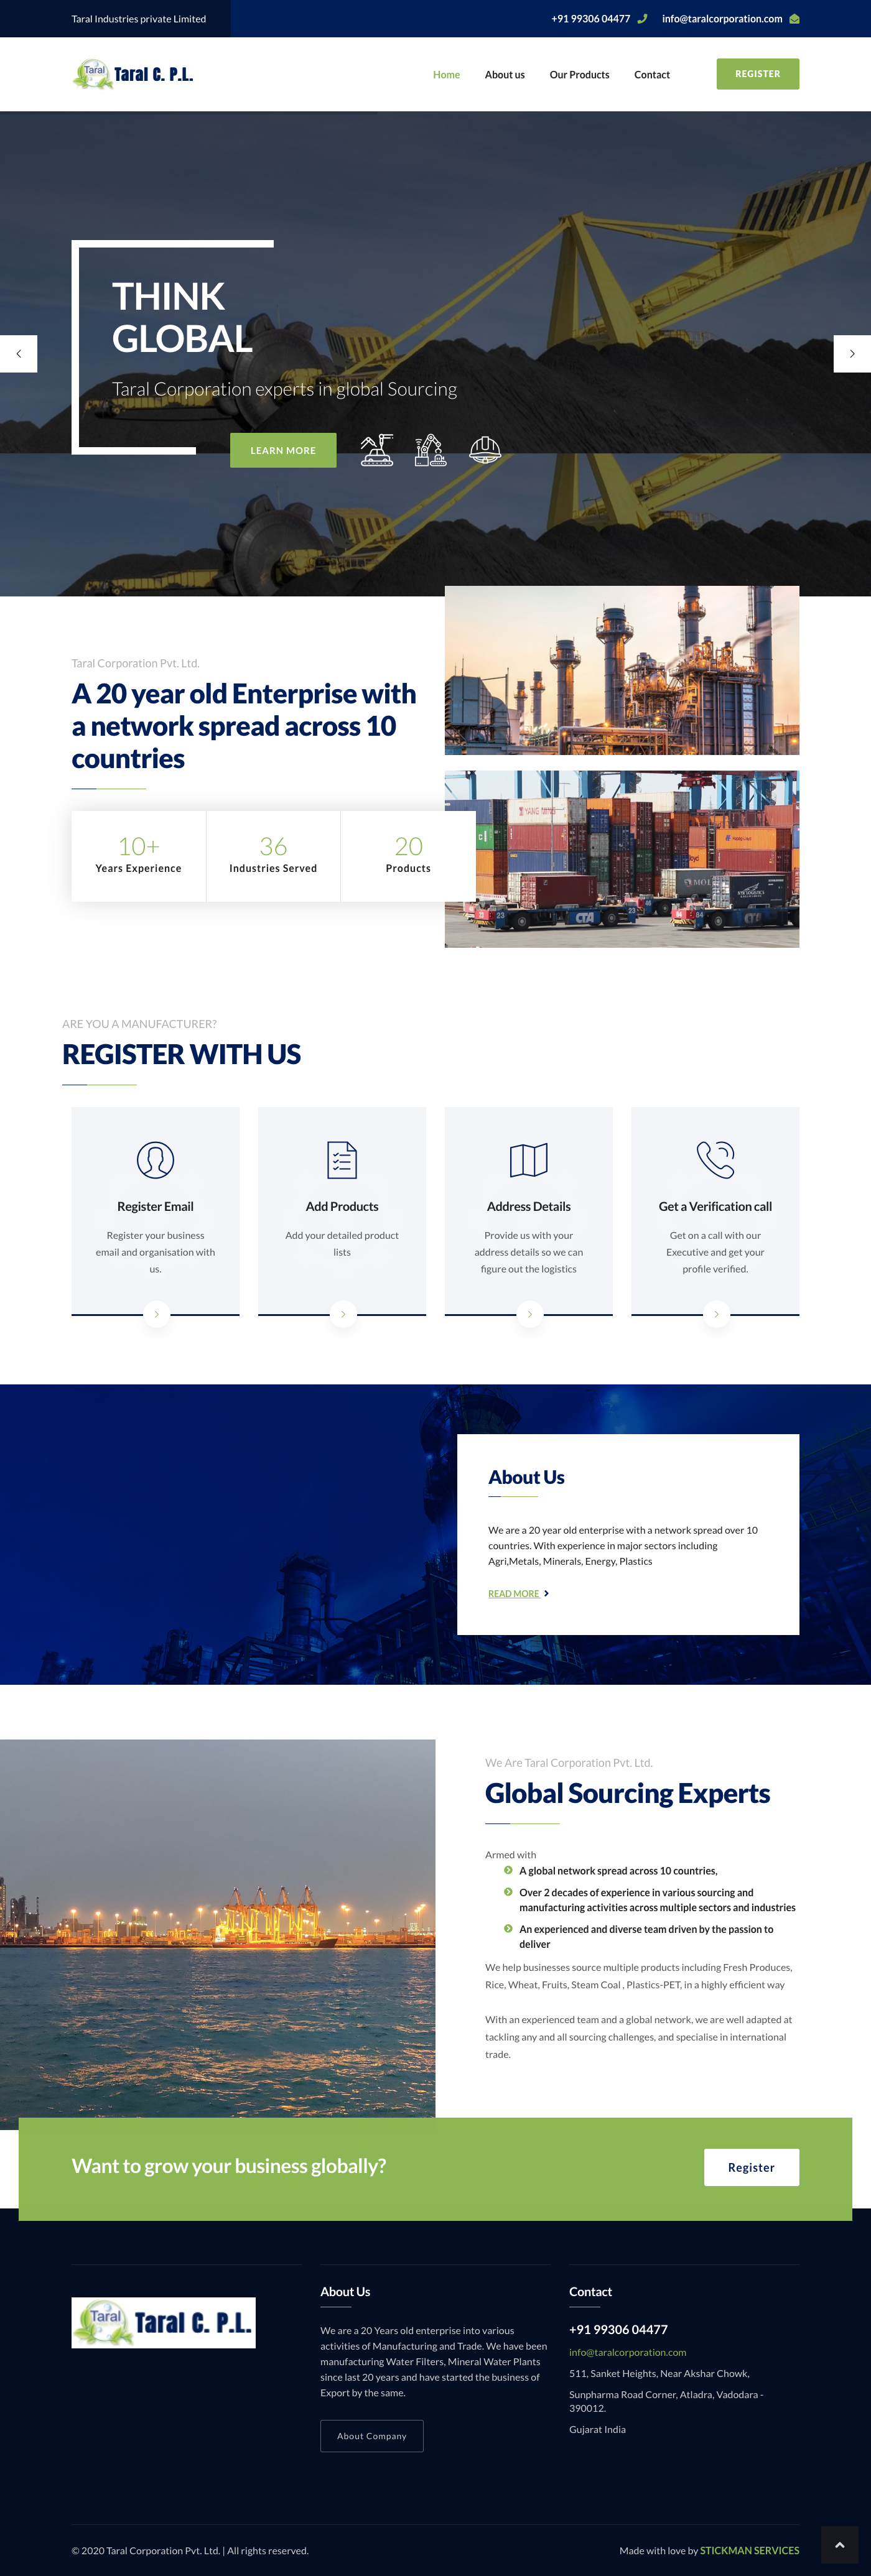 Taral Industries private Limited
+91 99306 04477
info@taralcorporation.com
Taral
Taral C. P.L.
Home
About us
Our Products
Contact
REGISTER
THINK
GLOBAL
Taral Corporation experts in global Sourcing
LEARN MORE
Taral Corporation Pvt. Ltd.
A 20 year old Enterprise with
a network spread across 10
countries
10+
Years Experience
36
Industries Served
20
Products
CTA
ARE YOU A MANUFACTURER?
REGISTER WITH US
Register Email
Register your business
email and organisation with
us.
Add Products
Add your detailed product
lists
Address Details
Provide us with your
address details so we can
figure out the logistics
Get a Verification call
Get on a call with our
Executive and get your
profile verified.
About Us
We are a 20 year old enterprise with a network spread over 10
countries. With experience in major sectors including
Agri,Metals, Minerals, Energy, Plastics
READ MORE
We Are Taral Corporation Pvt. Ltd.
Global Sourcing Experts
Armed with
A global network spread across 10 countries,
Over 2 decades of experience in various sourcing and
manufacturing activities across multiple sectors and industries
An experienced and diverse team driven by the passion to
deliver
We help businesses source multiple products including Fresh Produces,
Rice, Wheat, Fruits, Steam Coal , Plastics-PET, in a highly efficient way
With an experienced team and a global network, we are well adapted at
tackling any and all sourcing challenges, and specialise in international
trade.
Want to grow your business globally?
Register
Taral
Taral C. P.L.
About Us
We are a 20 Years old enterprise into various
activities of Manufacturing and Trade. We have been
manufacturing Water Filters, Mineral Water Plants
since last 20 years and have started the business of
Export by the same.
About Company
Contact
+91 99306 04477
info@taralcorporation.com
511, Sanket Heights, Near Akshar Chowk,
Sunpharma Road Corner, Atladra, Vadodara -
390012.
Gujarat India
© 2020 Taral Corporation Pvt. Ltd. | All rights reserved.
Made with love by STICKMAN SERVICES